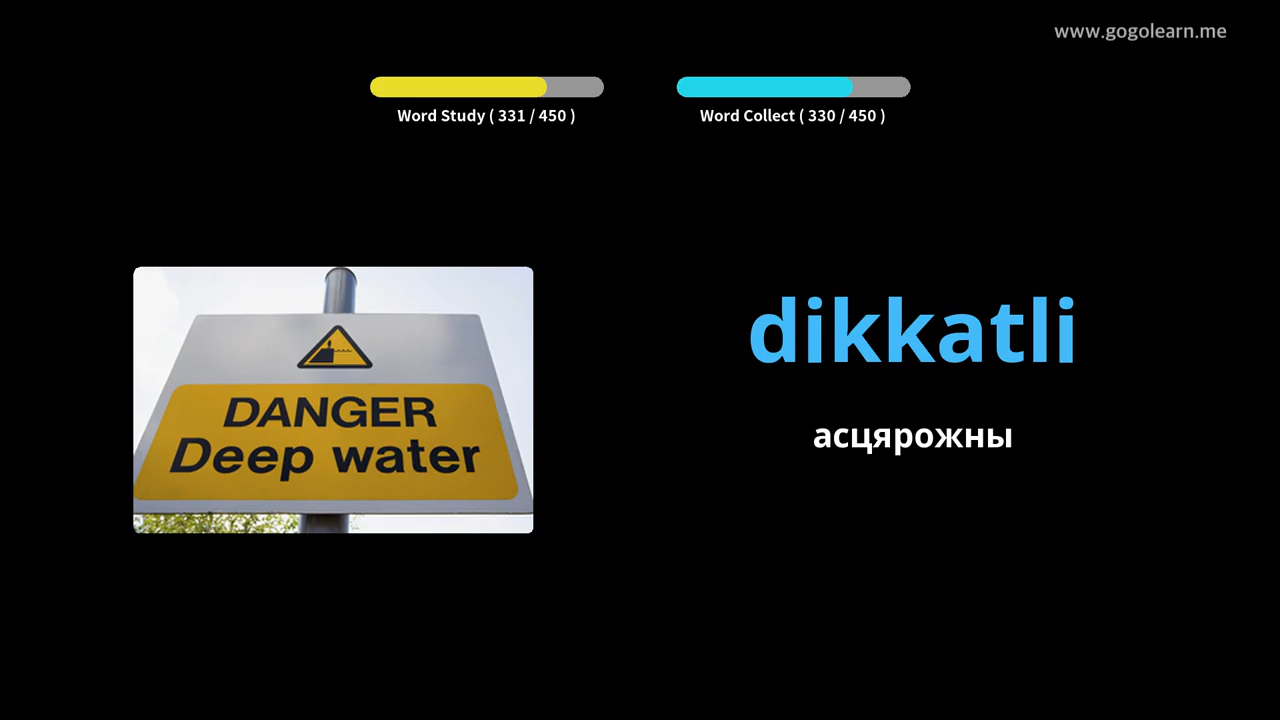 www.gogolearn.me
Word Study ( 331 / 450 )
Word Collect ( 330 / 450 )
DANGER
Deep water
dikkatli
асцярожны